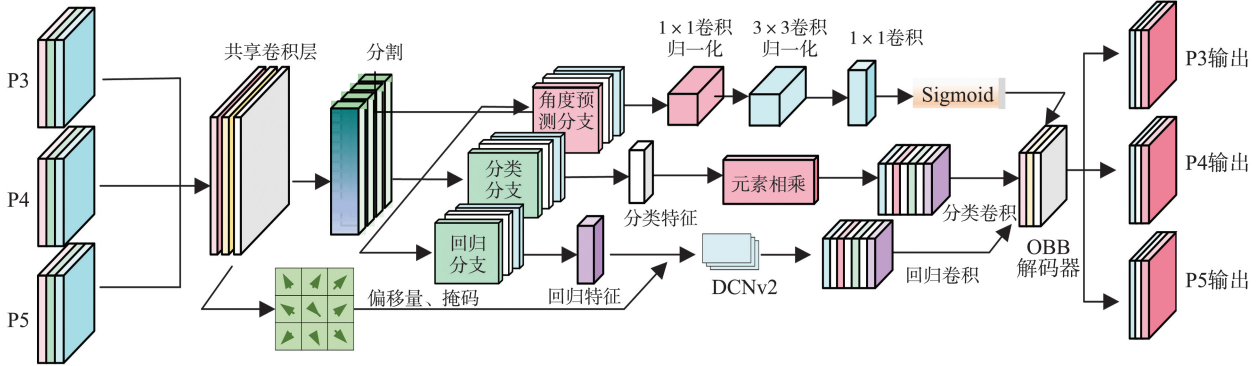 P3
P4
P5
共享卷积层
分割
角度预
测分支
分类
分支
回归
分支
偏移量、掩码
1×1卷积
归一化
3×3卷积
归一化
1×1卷积
Sigmoid
分类特征
元素相乘
分类卷积
回归特征
DCNv2
回归卷积
OBB
解码器
P3输出
P4输出
P5输出